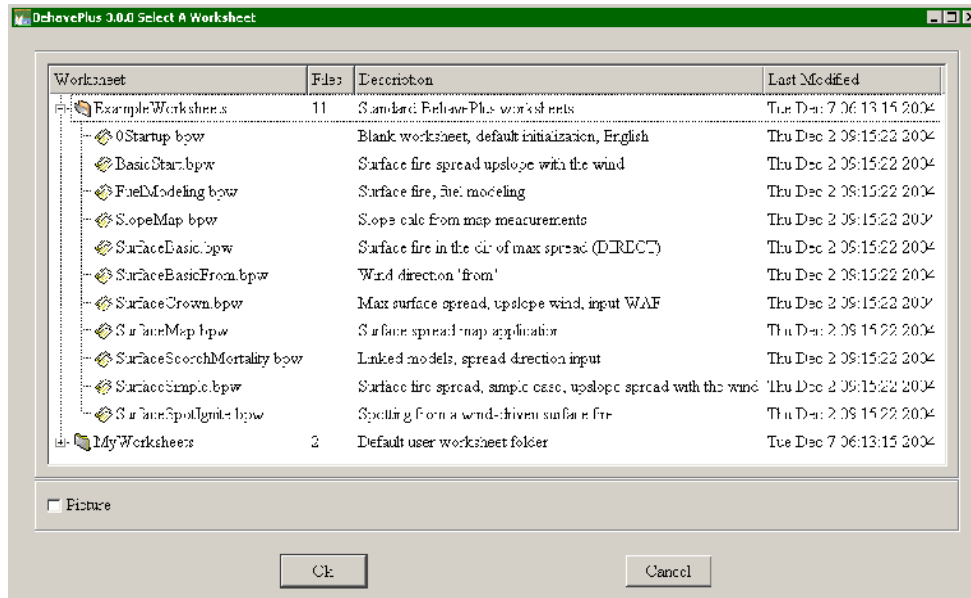 BehavePlus 3.0.0 Select A Worksheet
Worksheet Files Description Last Modified
ExampleWorksheets 11 Standard BehavePlus worksheets Tue Dec 7 06:13:15 2004
0Startup.bpw Blank worksheet, default initialization, English Thu Dec 2 09:15:22 2004
BasicStart.bpw Surface fire spread upslope with the wind Thu Dec 2 09:15:22 2004
FuelModeling.bpw Surface fire, fuel modeling Thu Dec 2 09:15:22 2004
SlopeMap.bpw Slope calc from map measurements Thu Dec 2 09:15:22 2004
SurfaceBasic.bpw Surface fire in the dir of max spread (DIRECT) Thu Dec 2 09:15:22 2004
SurfaceBasicFrom.bpw Wind direction 'from' Thu Dec 2 09:15:22 2004
SurfaceCrown.bpw Max surface spread, upslope wind, input WAF Thu Dec 2 09:15:22 2004
SurfaceMap.bpw Surface spread map application Thu Dec 2 09:15:22 2004
SurfaceScorchMortality.bpw Linked models, spread direction input Thu Dec 2 09:15:22 2004
SurfaceSimple.bpw Surface fire spread, simple case, upslope spread with the wind Thu Dec 2 09:15:22 2004
SurfaceSpotIgnite.bpw Spotting from a wind-driven surface fire Thu Dec 2 09:15:22 2004
MyWorksheets 2 Default user worksheet folder Tue Dec 7 06:13:15 2004
Picture
Ok Cancel